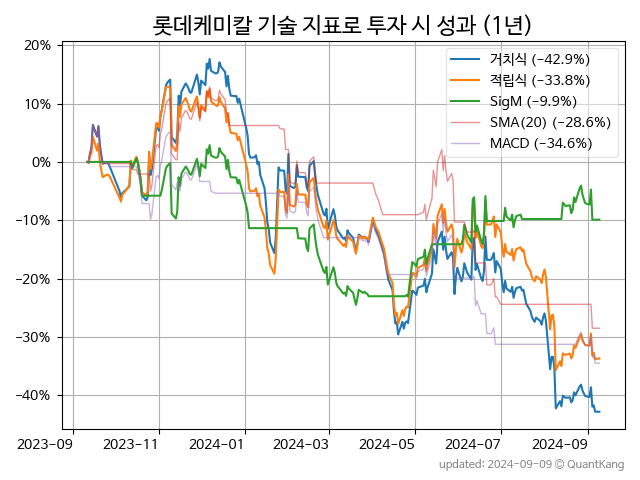 롯데케미칼 기술 지표로 투자 시 성과 (1년)
20%
10%
0%
−10%
−20%
−30%
−40%
거치식 (−42.9%)
적립식 (−33.8%)
SigM (−9.9%)
SMA(20) (−28.6%)
MACD (−34.6%)
2023-09
2023-11
2024-01
2024-03
2024-05
2024-07
2024-09
updated: 2024-09-09 © QuantKang